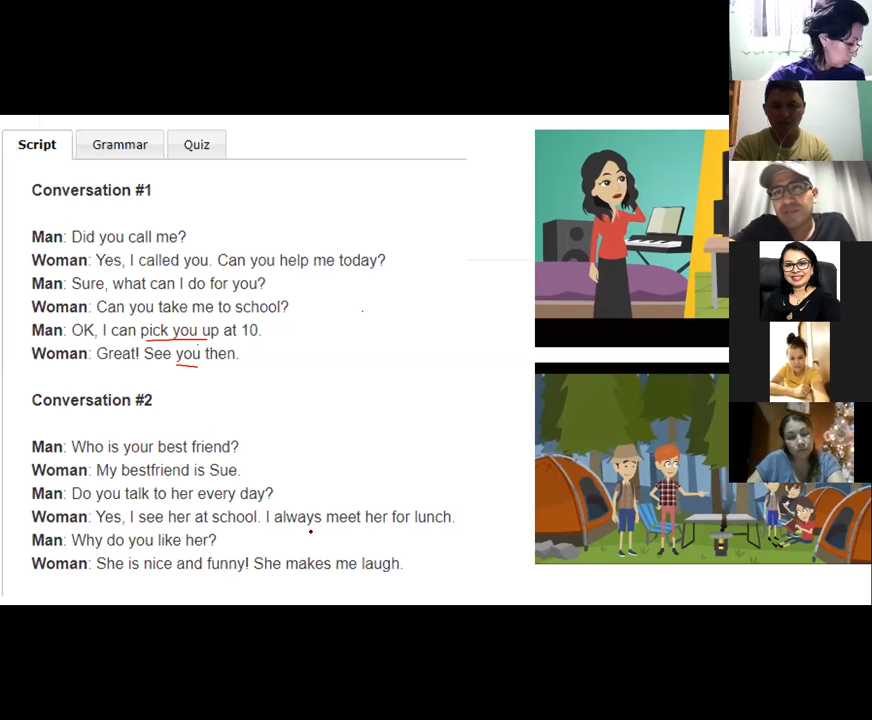 Script
Grammar
Quiz
Conversation #1
Man: Did you call me?
Woman: Yes, I called you. Can you help me today?
Man: Sure, what can I do for you?
Woman: Can you take me to school?
Man: OK, I can pick you up at 10.
Woman: Great! See you then.
Conversation #2
Man: Who is your best friend?
Woman: My bestfriend is Sue.
Man: Do you talk to her every day?
Woman: Yes, I see her at school. I always meet her for lunch.
Man: Why do you like her?
Woman: She is nice and funny! She makes me laugh.